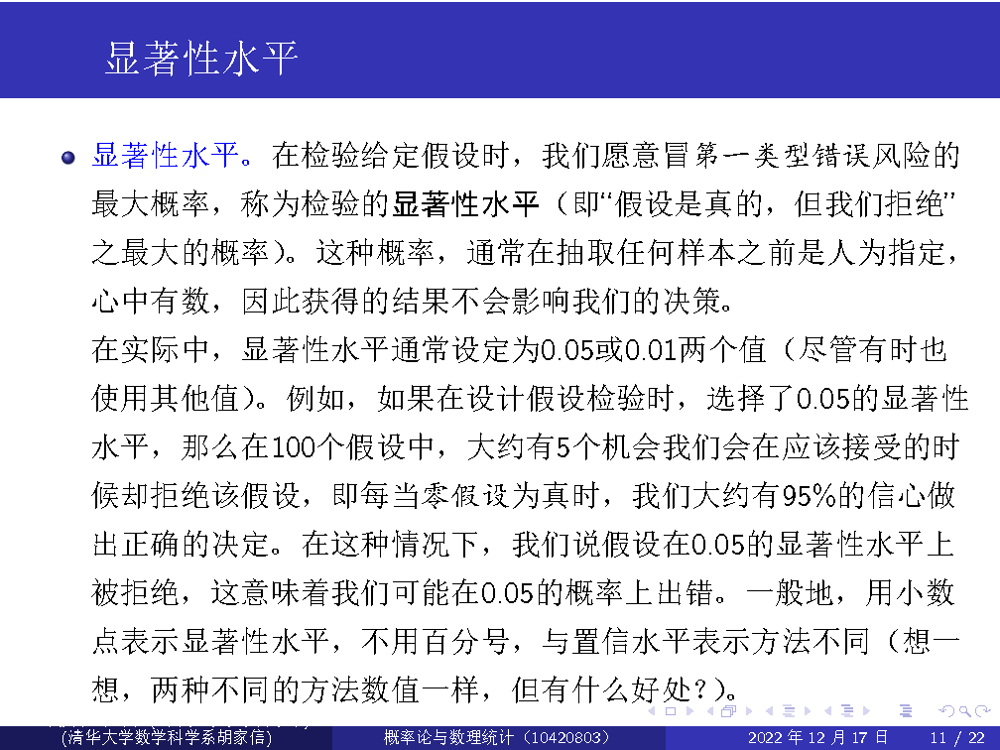 显著性水平
显著性水平。在检验给定假设时，我们愿意冒第一类型错误风险的
最大概率，称为检验的显著性水平（即“假设是真的，但我们拒绝”
之最大的概率）。这种概率，通常在抽取任何样本之前是人为指定，
心中有数，因此获得的结果不会影响我们的决策。
在实际中，显著性水平通常设定为0.05或0.01两个值（尽管有时也
使用其他值）。例如，如果在设计假设检验时，选择了0.05的显著性
水平，那么在100个假设中，大约有5个机会我们会在应该接受的时
候却拒绝该假设，即每当零假设为真时，我们大约有95%的信心做
出正确的决定。在这种情况下，我们说假设在0.05的显著性水平上
被拒绝，这意味着我们可能在0.05的概率上出错。一般地，用小数
点表示显著性水平，不用百分号，与置信水平表示方法不同（想一
想，两种不同的方法数值一样，但有什么好处？）。
(清华大学数学科学系胡家信) 概率论与数理统计（10420803） 2022 年 12 月 17 日 11 / 22